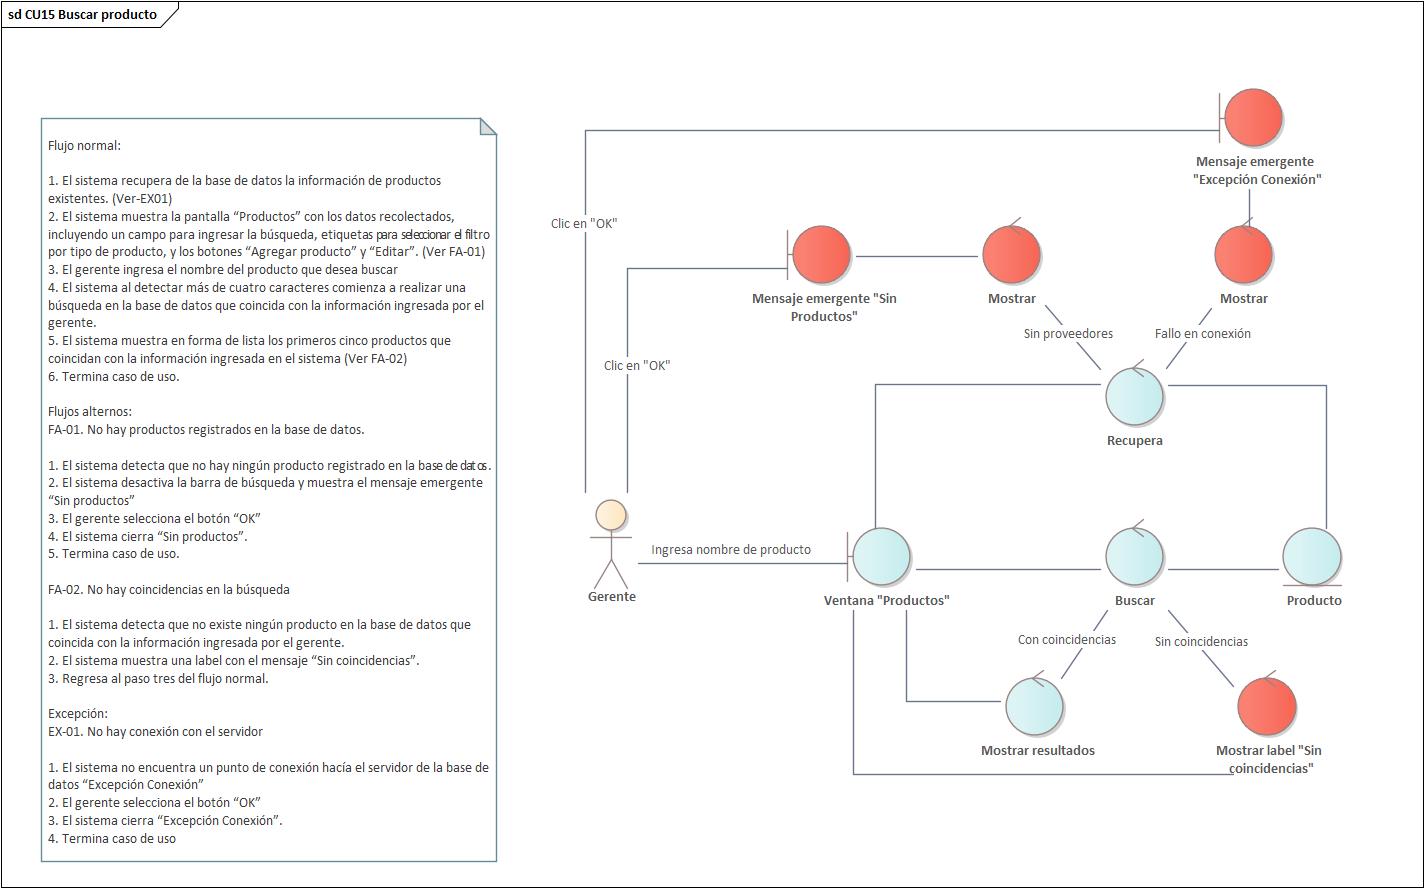 sd CU15 Buscar producto
Flujo normal:
1. El sistema recupera de la base de datos la información de productos
existentes. (Ver-EX01)
2. El sistema muestra la pantalla “Productos” con los datos recolectados,
incluyendo un campo para ingresar la búsqueda, etiquetas para seleccionar el filtro
por tipo de producto, y los botones “Agregar producto” y “Editar”. (Ver FA-01)
3. El gerente ingresa el nombre del producto que desea buscar
4. El sistema al detectar más de cuatro caracteres comienza a realizar una
búsqueda en la base de datos que coincida con la información ingresada por el
gerente.
5. El sistema muestra en forma de lista los primeros cinco productos que
coincidan con la información ingresada en el sistema (Ver FA-02)
6. Termina caso de uso.
Flujos alternos:
FA-01. No hay productos registrados en la base de datos.
1. El sistema detecta que no hay ningún producto registrado en la base de datos.
2. El sistema desactiva la barra de búsqueda y muestra el mensaje emergente
“Sin productos”
3. El gerente selecciona el botón “OK”
4. El sistema cierra “Sin productos”.
5. Termina caso de uso.
FA-02. No hay coincidencias en la búsqueda
1. El sistema detecta que no existe ningún producto en la base de datos que
coincida con la información ingresada por el gerente.
2. El sistema muestra una label con el mensaje “Sin coincidencias”.
3. Regresa al paso tres del flujo normal.
Excepción:
EX-01. No hay conexión con el servidor
1. El sistema no encuentra un punto de conexión hacía el servidor de la base de
datos “Excepción Conexión”
2. El gerente selecciona el botón “OK”
3. El sistema cierra “Excepción Conexión”.
4. Termina caso de uso
Mensaje emergente
"Excepción Conexión"
Clic en "OK"
Mensaje emergente "Sin
Productos"
Mostrar
Mostrar
Sin proveedores
Fallo en conexión
Clic en "OK"
Recupera
Ingresa nombre de producto
Gerente
Ventana "Productos"
Buscar
Producto
Con coincidencias
Sin coincidencias
Mostrar resultados
Mostrar label "Sin
coincidencias"